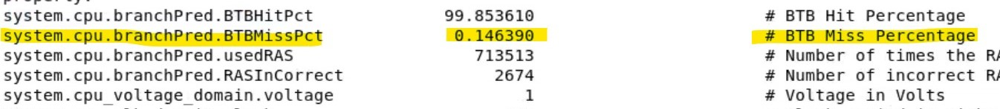 property.
system.cpu.branchPred.BTBHitPct 99.853610 # BTB Hit Percentage
system.cpu.branchPred.BTBMissPct 0.146390 # BTB Miss Percentage
system.cpu.branchPred.usedRAS 713513 # Number of times the RA
system.cpu.branchPred.RASInCorrect 2674 # Number of incorrect RA
system.cpu_voltage_domain.voltage 1 # Voltage in Volts